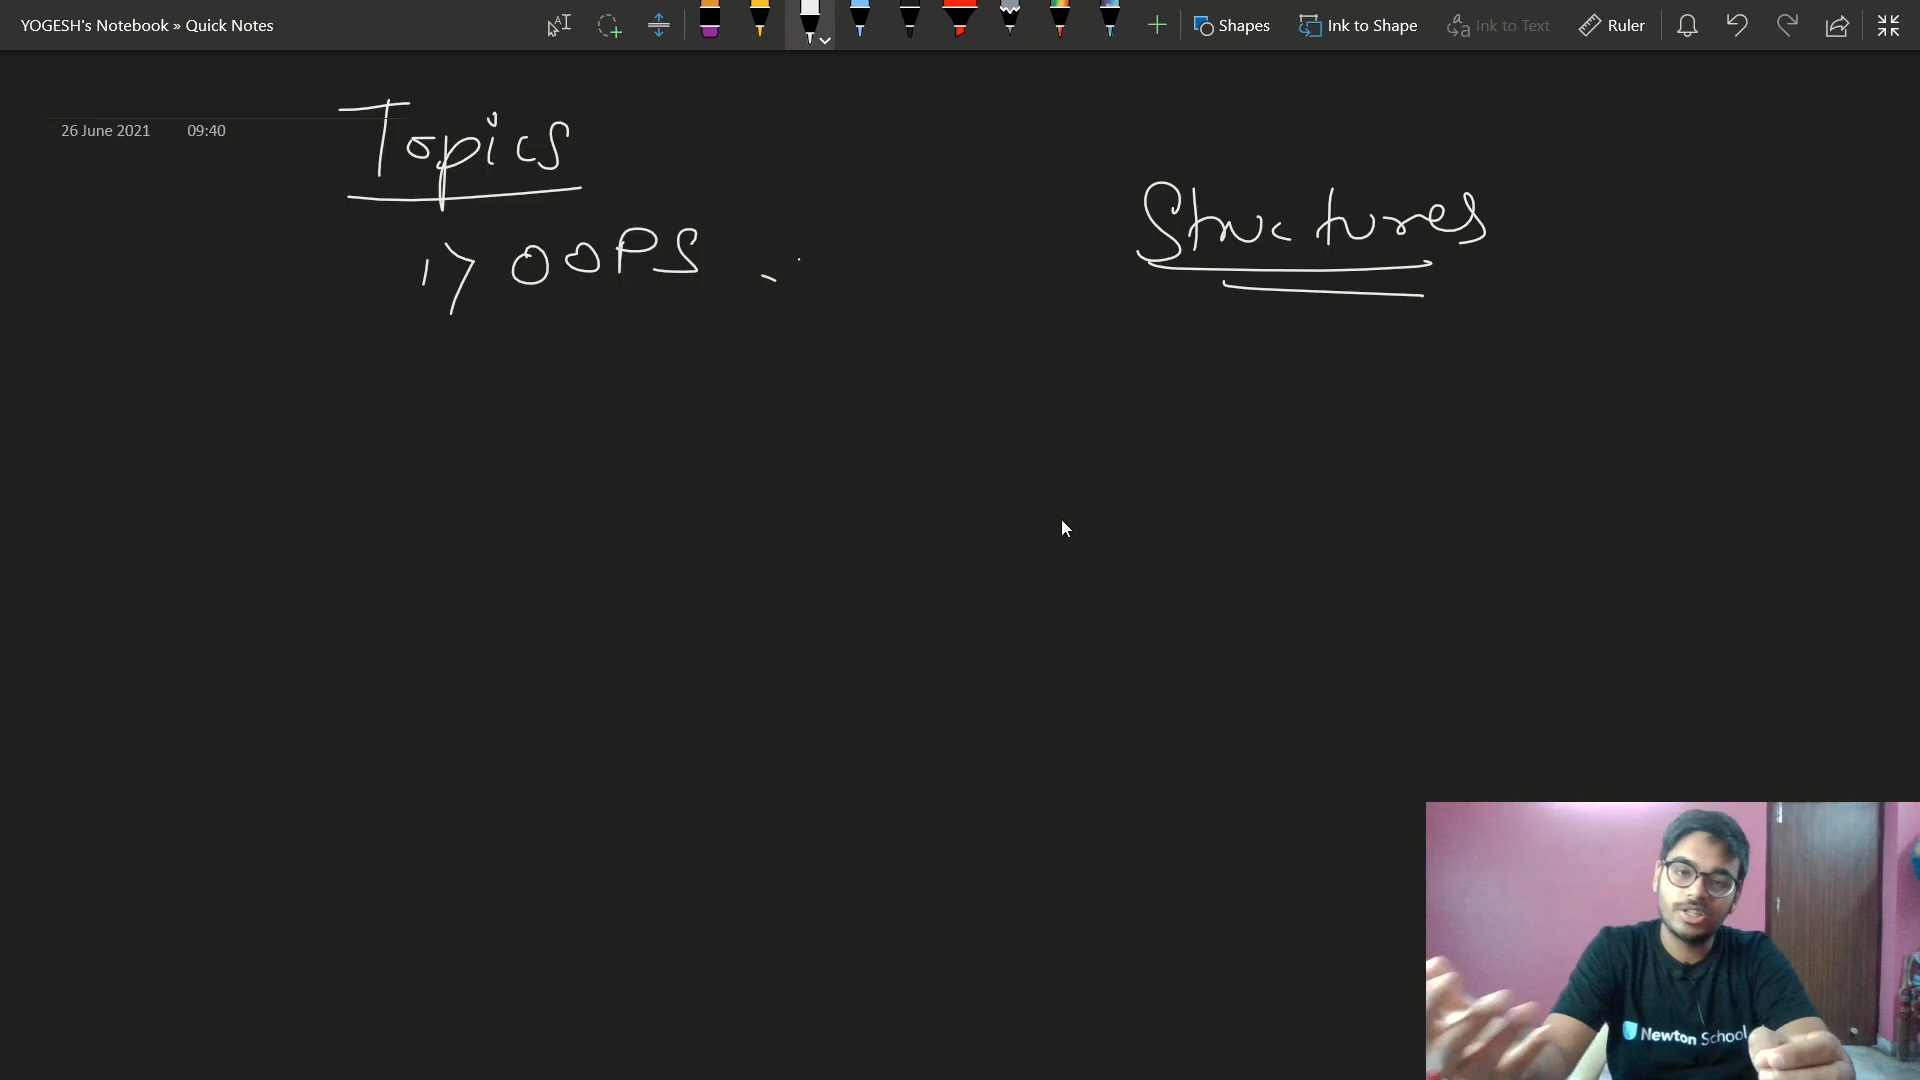 YOGESH's Notebook » Quick Notes
Shapes
Ink to Shape
Ink to Text
Ruler
26 June 2021 09:40
Topics
Structures
1> OOPS
Newton School